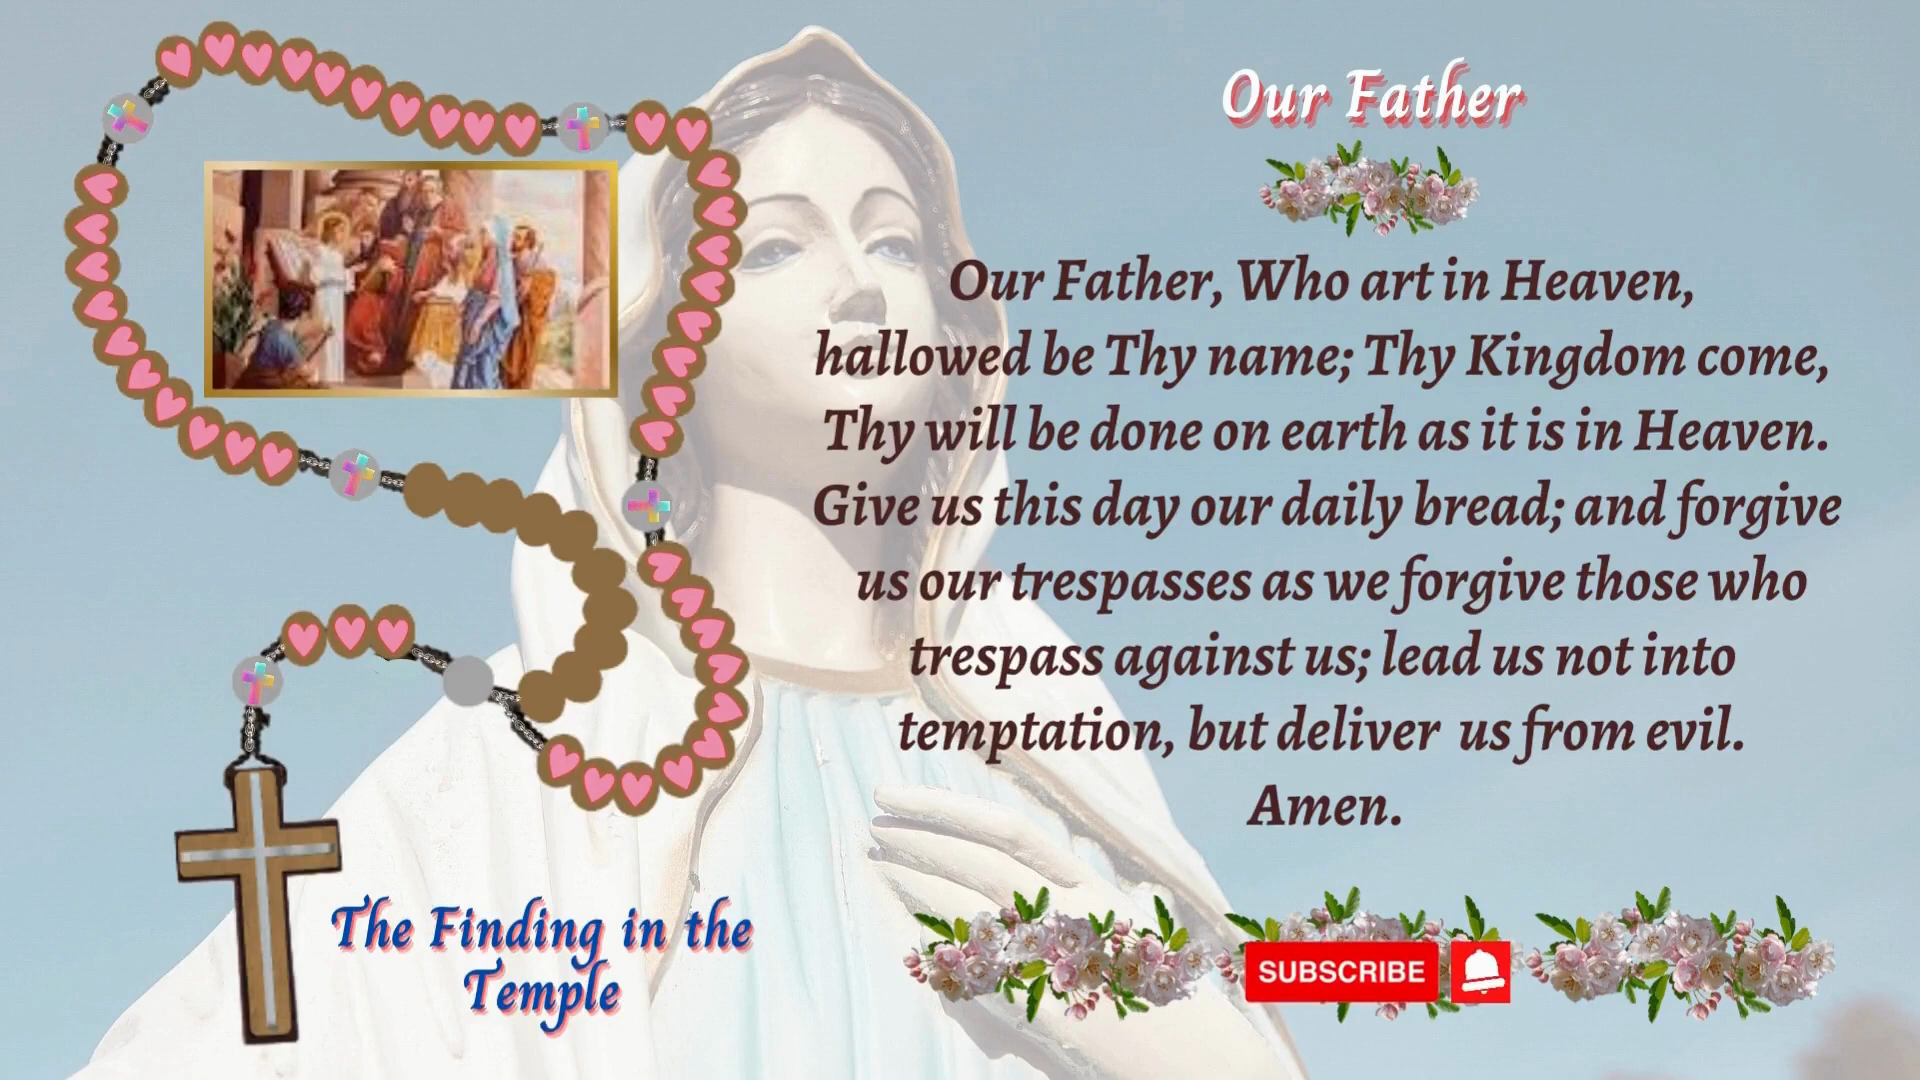 Our Father
Our Father, Who art in Heaven,
hallowed be Thy name; Thy Kingdom come,
Thy will be done on earth as it is in Heaven.
Give us this day our daily bread; and forgive
us our trespasses as we forgive those who
trespass against us; lead us not into
temptation, but deliver us from evil.
Amen.
The Finding in the
Temple
SUBSCRIBE